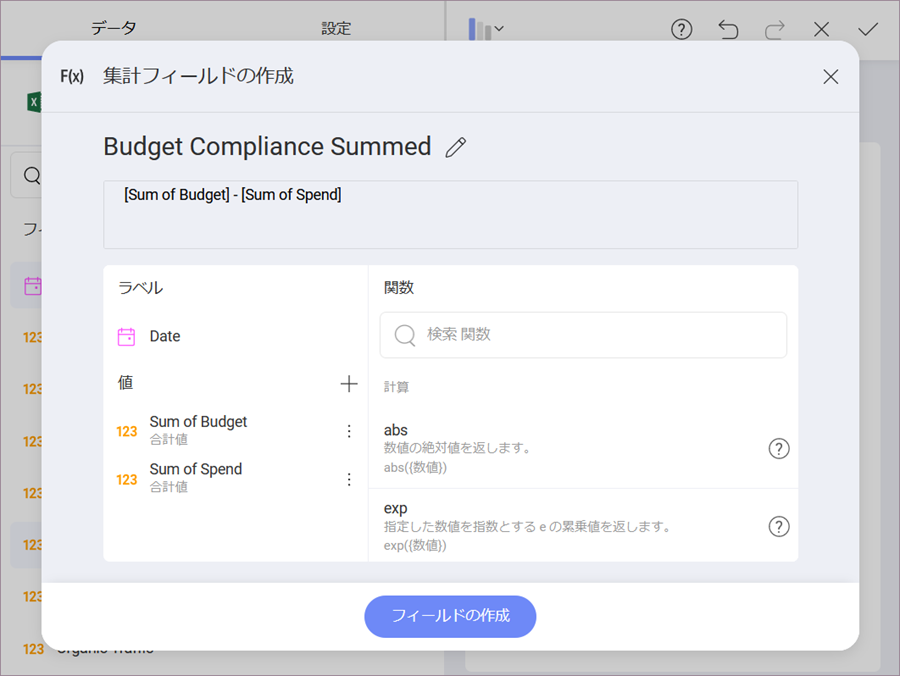 データ 設定
F(x) 集計フィールドの作成
Budget Compliance Summed
[Sum of Budget] - [Sum of Spend]
ラベル
Date
値
123 Sum of Budget
合計値
123 Sum of Spend
合計値
関数
検索 関数
計算
abs
数値の絶対値を返します。
abs({数値})
exp
指定した数値を指数とする e の累乗値を返します。
exp({数値})
フィールドの作成
フィ
123
123
123
123
123
123
123